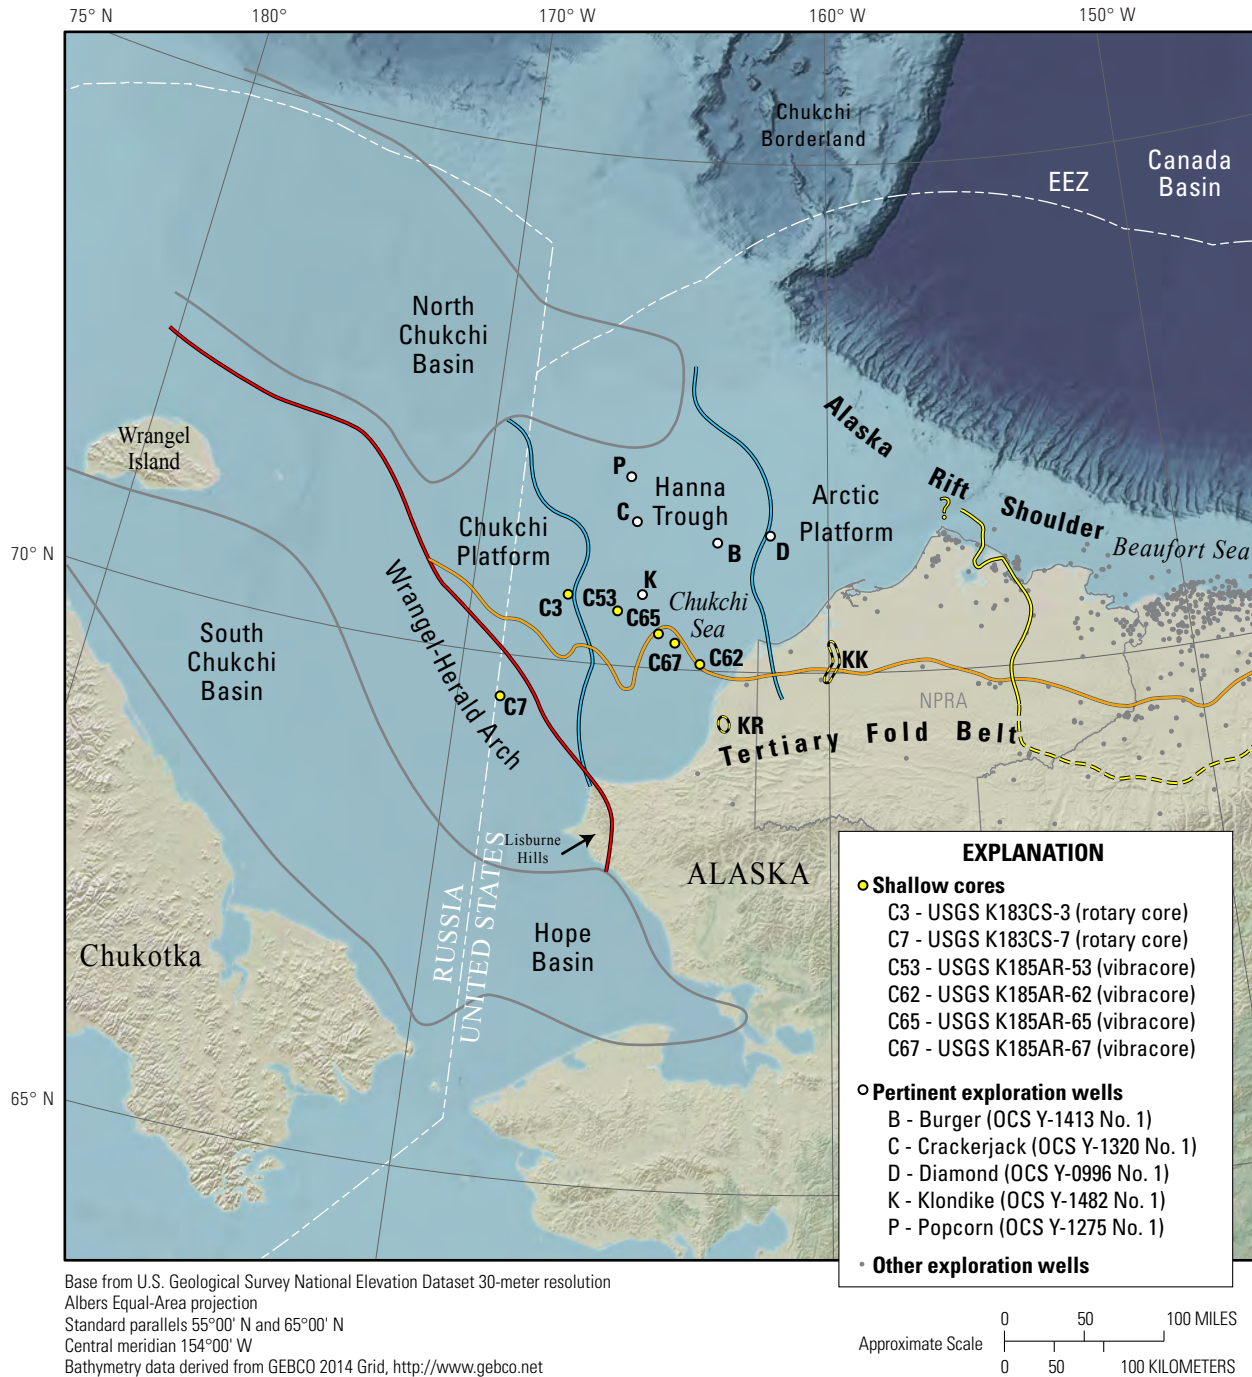 75° N
180°
170° W
160° W
150° W
Chukchi
Borderland
Canada
Basin
EEZ
North
Chukchi
Basin
Alaska Rift Shoulder
Wrangel
Island
P
Hanna
Trough
C
Arctic
Platform
?
Chukchi
Platform
B
D
Beaufort Sea
70° N
Wrangel-Herald Arch
K
C3
C53
Chukchi
Sea
C65
South
Chukchi
Basin
C67
C62
KK
C7
NPRA
KR
Tertiary Fold Belt
Lisburne
Hills
ALASKA
RUSSIA
UNITED STATES
Chukotka
Hope
Basin
65° N
EXPLANATION
Shallow cores
C3 - USGS K183CS-3 (rotary core)
C7 - USGS K183CS-7 (rotary core)
C53 - USGS K185AR-53 (vibracore)
C62 - USGS K185AR-62 (vibracore)
C65 - USGS K185AR-65 (vibracore)
C67 - USGS K185AR-67 (vibracore)
Pertinent exploration wells
B - Burger (OCS Y-1413 No. 1)
C - Crackerjack (OCS Y-1320 No. 1)
D - Diamond (OCS Y-0996 No. 1)
K - Klondike (OCS Y-1482 No. 1)
P - Popcorn (OCS Y-1275 No. 1)
Other exploration wells
Base from U.S. Geological Survey National Elevation Dataset 30-meter resolution
Albers Equal-Area projection
Standard parallels 55°00' N and 65°00' N
Central meridian 154°00' W
Bathymetry data derived from GEBCO 2014 Grid, http://www.gebco.net
Approximate Scale
0 50 100 MILES
0 50 100 KILOMETERS